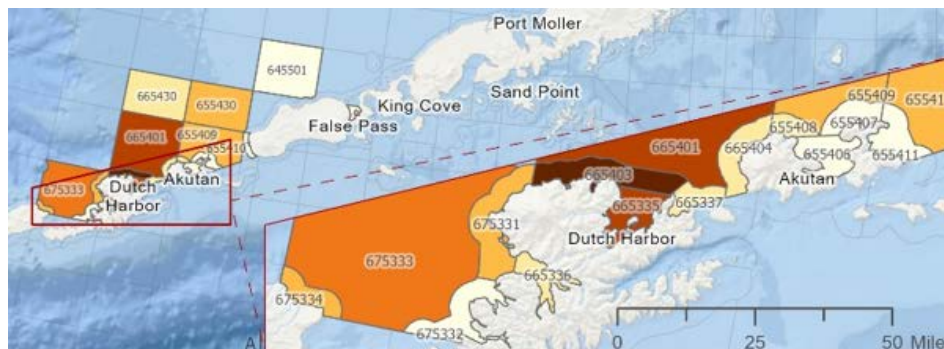 Port Moller
645501
665430
655430
Sand Point
King Cove
False Pass
665401
655409
655410
675333
Dutch
Harbor
Akutan
655409
65541
655408
655407
665401
665404
655406
655411
Akutan
665403
665335
665337
675331
Dutch Harbor
675333
665336
675334
675332
A
0
25
50 Mile